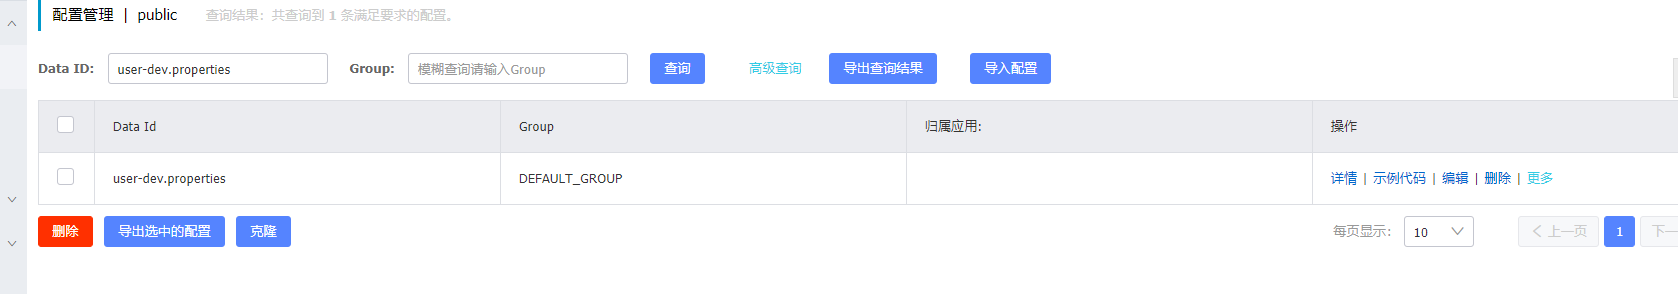 配置管理 | public 查询结果：共查询到 1 条满足要求的配置。
Data ID: user-dev.properties Group: 模糊查询请输入Group 查询 高级查询 导出查询结果 导入配置
Data Id Group 归属应用: 操作
user-dev.properties DEFAULT_GROUP 详情 | 示例代码 | 编辑 | 删除 | 更多
删除 导出选中的配置 克隆 每页显示： 10 上一页 1 下一